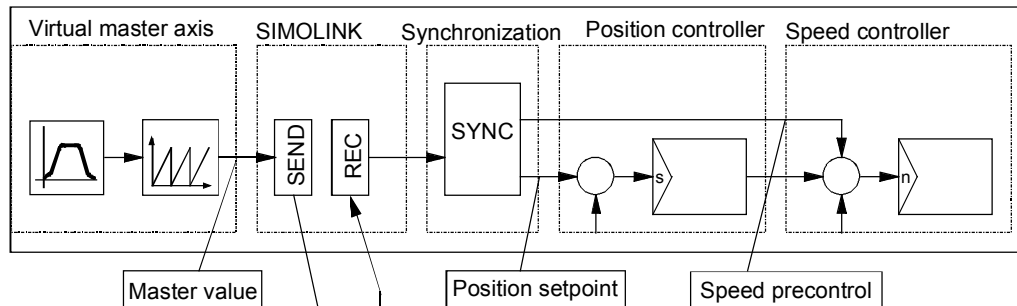 Virtual master axis
SIMOLINK
Synchronization
Position controller
Speed controller
SEND
REC
SYNC
s
n
Master value
Position setpoint
Speed precontrol